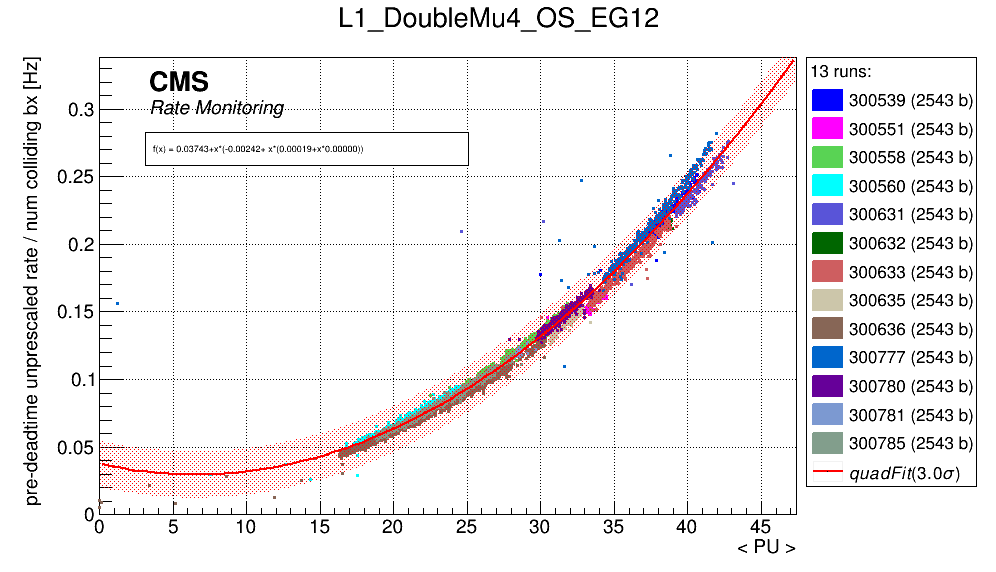 L1_DoubleMu4_OS_EG12
pre-deadtime unprescaled rate / num colliding bx [Hz]
CMS
Rate Monitoring
f(x) = 0.03743+x*(-0.00242+ x*(0.00019+x*0.00000))
0.3
0.25
0.2
0.15
0.1
0.05
0
0 5 10 15 20 25 30 35 40 45
< PU >
13 runs:
300539 (2543 b)
300551 (2543 b)
300558 (2543 b)
300560 (2543 b)
300631 (2543 b)
300632 (2543 b)
300633 (2543 b)
300635 (2543 b)
300636 (2543 b)
300777 (2543 b)
300780 (2543 b)
300781 (2543 b)
300785 (2543 b)
quadFit(3.0σ)